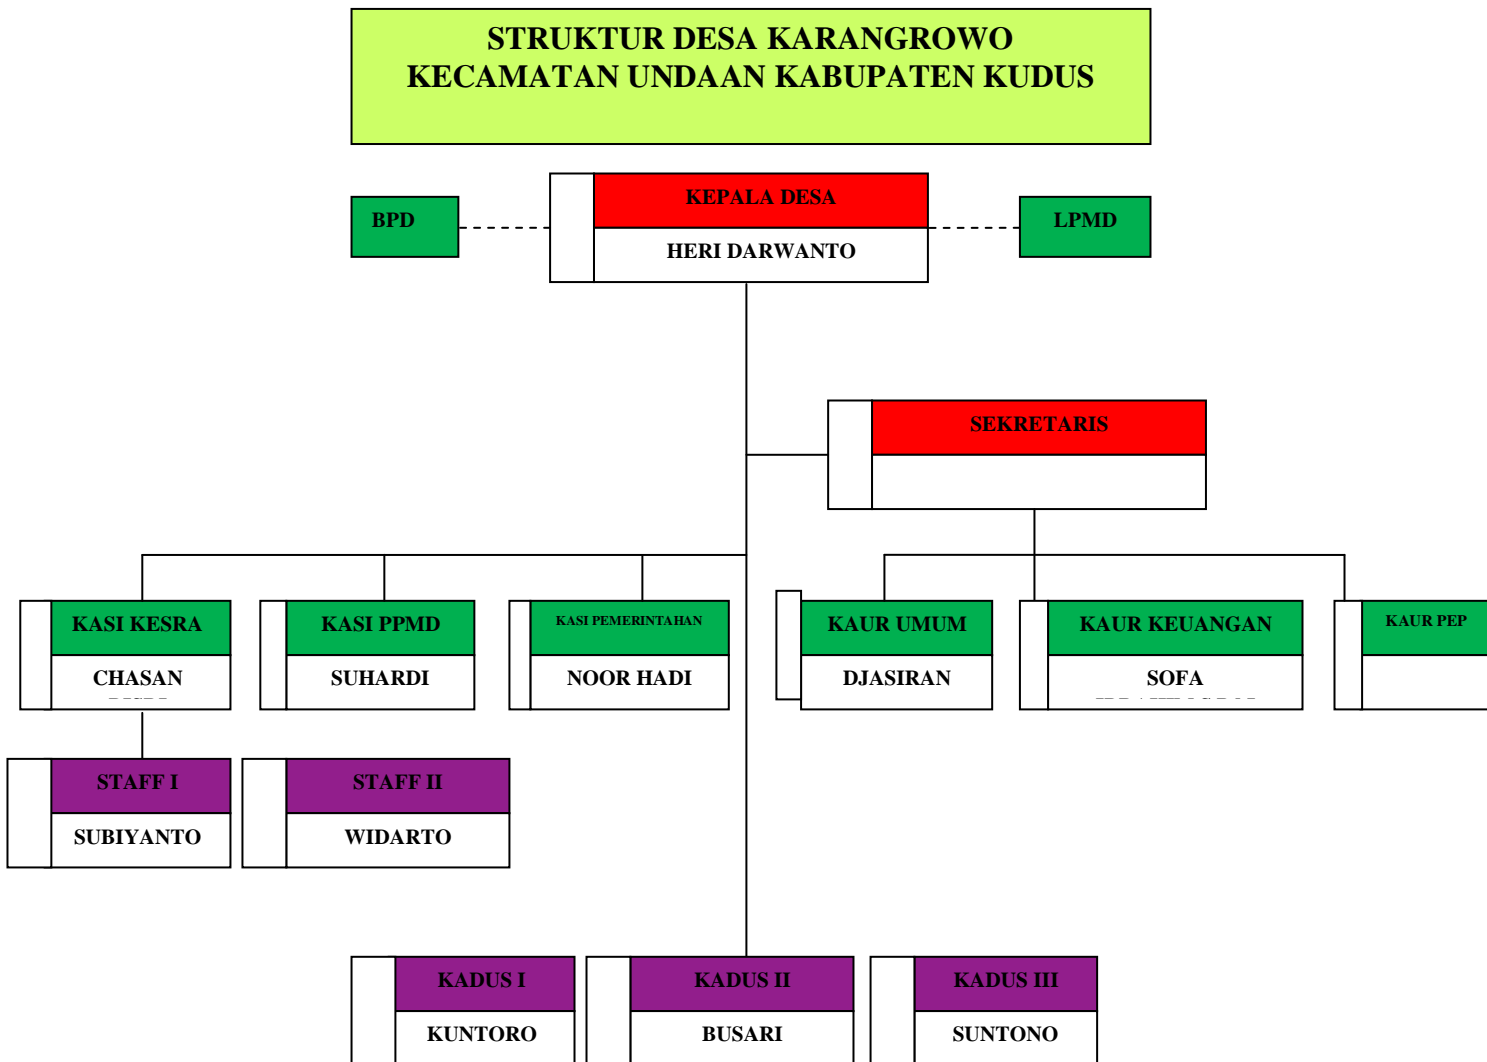 STRUKTUR DESA KARANGROWO
KECAMATAN UNDAAN KABUPATEN KUDUS
KEPALA DESA
BPD
LPMD
HERI DARWANTO
SEKRETARIS
KASI KESRA
KASI PPMD
KASI PEMERINTAHAN
KAUR UMUM
KAUR KEUANGAN
KAUR PEP
CHASAN
SUHARDI
NOOR HADI
DJASIRAN
SOFA
STAFF I
STAFF II
SUBIYANTO
WIDARTO
KADUS I
KADUS II
KADUS III
KUNTORO
BUSARI
SUNTONO